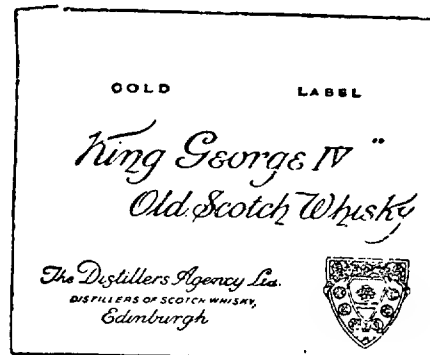 GOLD LABEL
King George IV "
Old Scotch Whisky
The Distillers Agency Ltd.
DISTILLERS OF SCOTCH WHISKY,
Edinburgh